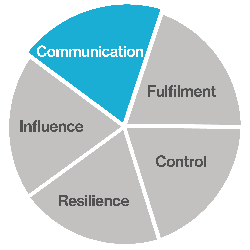 Communication
Fulfilment
Influence
Control
Resilience